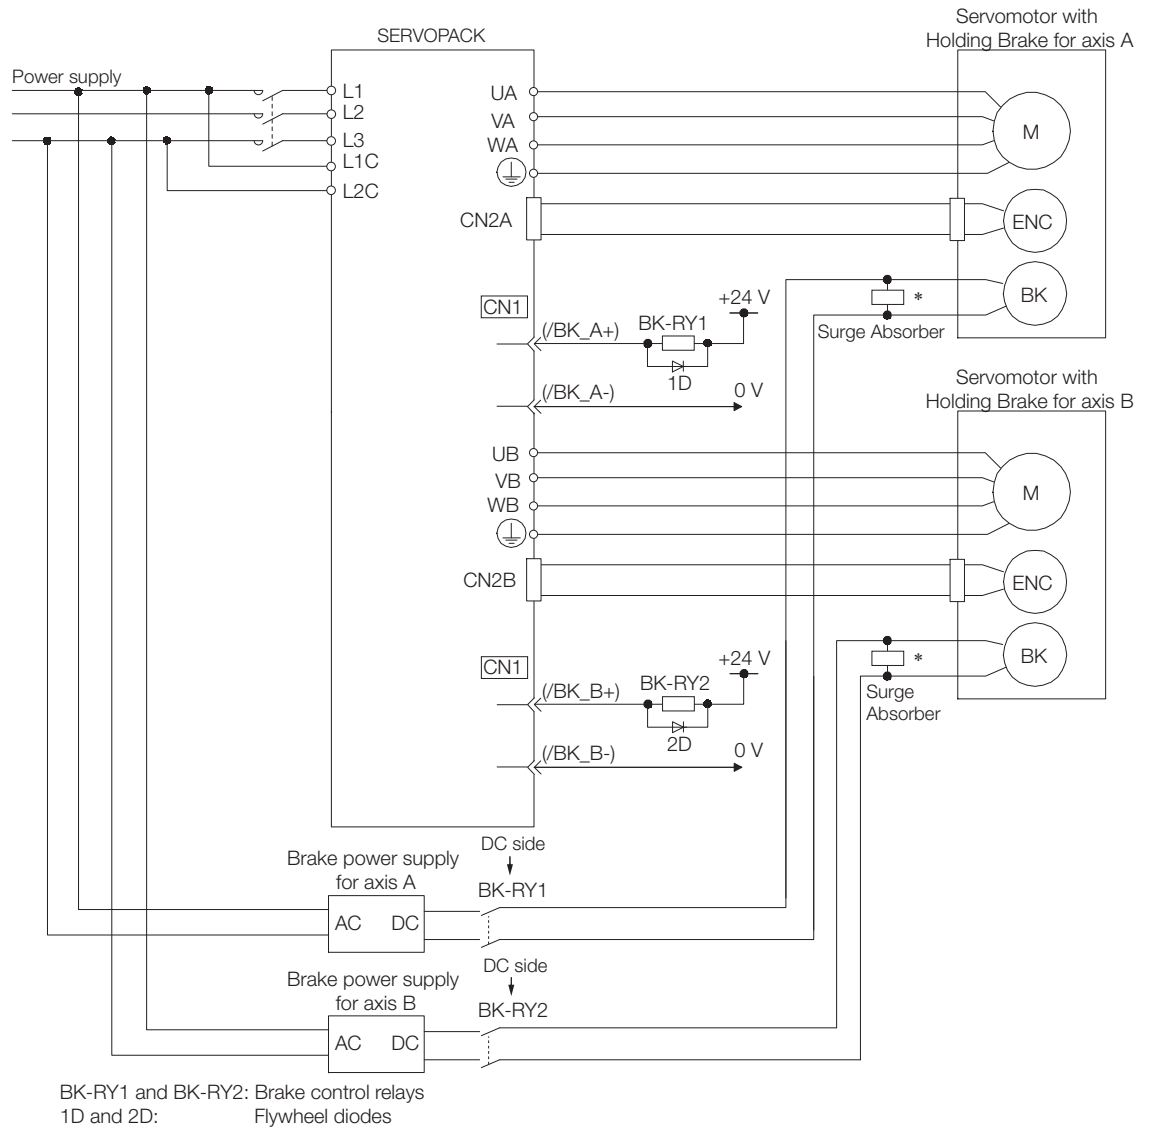 Servomotor with
Holding Brake for axis A
SERVOPACK
Power supply
L1
L2
L3
L1C
L2C
UA
VA
WA
M
CN2A
ENC
CN1
+24 V
BK
*
(/BK_A+)
BK-RY1
Surge Absorber
1D
(/BK_A-)
0 V
Servomotor with
Holding Brake for axis B
UB
VB
WB
M
CN2B
ENC
CN1
+24 V
BK
*
(/BK_B+)
BK-RY2
Surge
Absorber
2D
(/BK_B-)
0 V
DC side
Brake power supply
for axis A
BK-RY1
AC DC
DC side
Brake power supply
for axis B
BK-RY2
AC DC
BK-RY1 and BK-RY2: Brake control relays
1D and 2D: Flywheel diodes